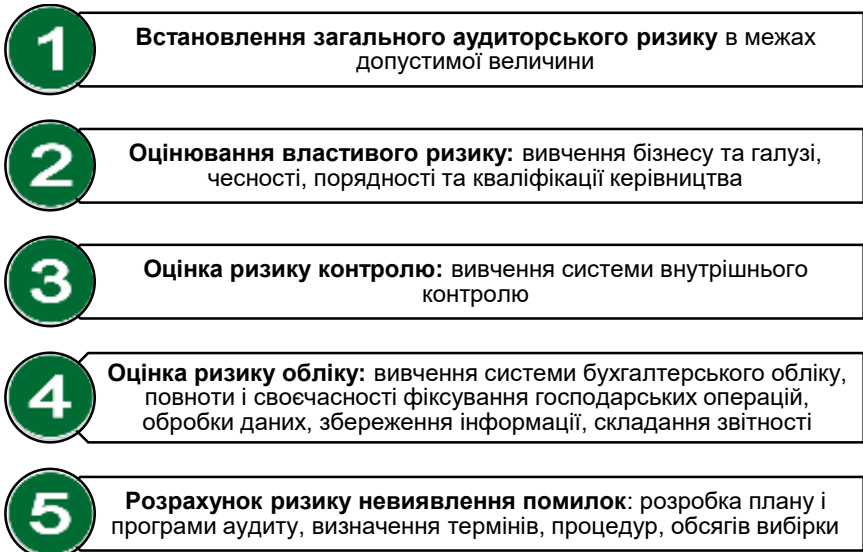 1
Встановлення загального аудиторського ризику в межах
допустимої величини
2
Оцінювання властивого ризику: вивчення бізнесу та галузі,
чесності, порядності та кваліфікації керівництва
3
Оцінка ризику контролю: вивчення системи внутрішнього
контролю
4
Оцінка ризику обліку: вивчення системи бухгалтерського обліку,
повноти і своєчасності фіксування господарських операцій,
обробки даних, збереження інформації, складання звітності
5
Розрахунок ризику невиявлення помилок: розробка плану і
програми аудиту, визначення термінів, процедур, обсягів вибірки